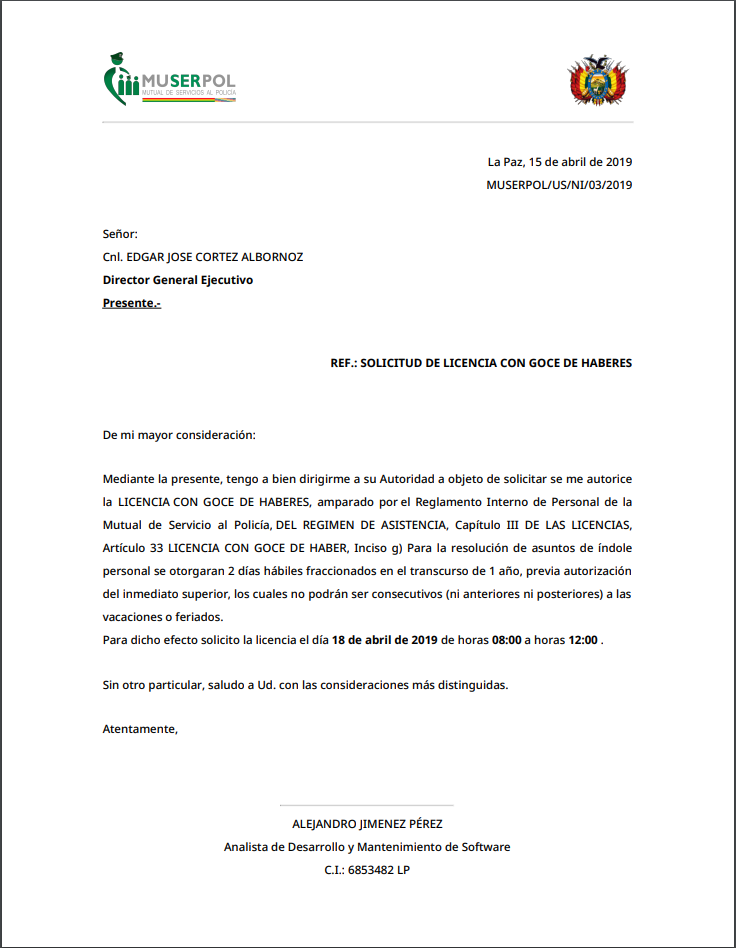 MUSERPOL
MUTUAL DE SERVICIOS AL POLICÍA
La Paz, 15 de abril de 2019
MUSERPOL/US/NI/03/2019
Señor:
Cnl. EDGAR JOSE CORTEZ ALBORNOZ
Director General Ejecutivo
Presente.-
REF.: SOLICITUD DE LICENCIA CON GOCE DE HABERES
De mi mayor consideración:
Mediante la presente, tengo a bien dirigirme a su Autoridad a objeto de solicitar se me autorice
la LICENCIA CON GOCE DE HABERES, amparado por el Reglamento Interno de Personal de la
Mutual de Servicio al Policía, DEL REGIMEN DE ASISTENCIA, Capítulo III DE LAS LICENCIAS,
Artículo 33 LICENCIA CON GOCE DE HABER, Inciso g) Para la resolución de asuntos de índole
personal se otorgaran 2 días hábiles fraccionados en el transcurso de 1 año, previa autorización
del inmediato superior, los cuales no podrán ser consecutivos (ni anteriores ni posteriores) a las
vacaciones o feriados.
Para dicho efecto solicito la licencia el día 18 de abril de 2019 de horas 08:00 a horas 12:00 .
Sin otro particular, saludo a Ud. con las consideraciones más distinguidas.
Atentamente,
ALEJANDRO JIMENEZ PÉREZ
Analista de Desarrollo y Mantenimiento de Software
C.I.: 6853482 LP